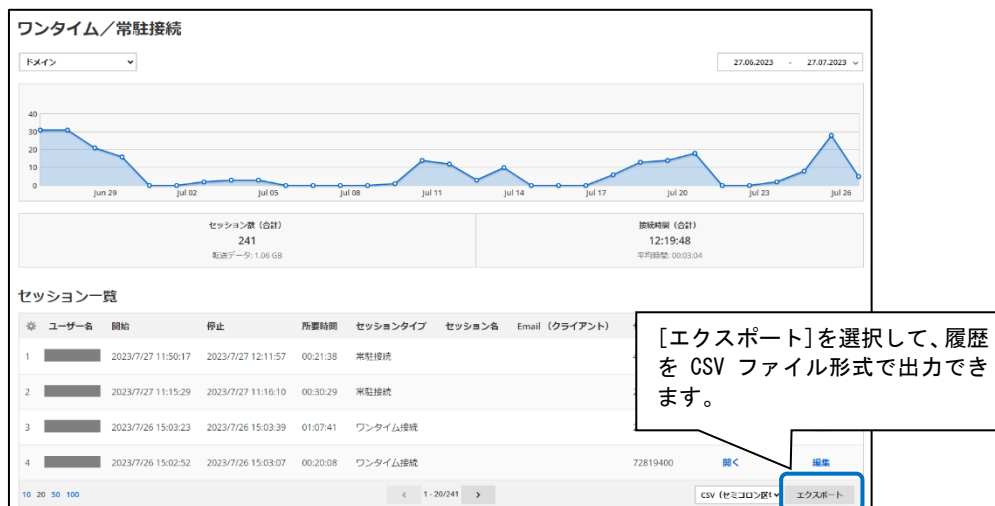 ワンタイム／常駐接続
ドメイン
27.06.2023 - 27.07.2023
40
30
20
10
0
Jun 29 Jul 02 Jul 05 Jul 08 Jul 11 Jul 14 Jul 17 Jul 20 Jul 23 Jul 26
セッション数（合計） 接続時間（合計）
241 12:19:48
転送データ: 1.06 GB 平均時間: 00:03:04
セッション一覧
ユーザー名 開始 停止 所要時間 セッションタイプ セッション名 Email （クライアント）
1 2023/7/27 11:50:17 2023/7/27 12:11:57 00:21:38 常駐接続
2 2023/7/27 11:15:29 2023/7/27 11:16:10 00:30:29 常駐接続
3 2023/7/26 15:03:23 2023/7/26 15:03:39 01:07:41 ワンタイム接続
4 2023/7/26 15:02:52 2023/7/26 15:03:07 00:20:08 ワンタイム接続 72819400 開く 編集
[エクスポート]を選択して、履歴
を CSV ファイル形式で出力でき
ます。
10 20 50 100 < 1 - 20/241 > CSV（セミコロン区 エクスポート